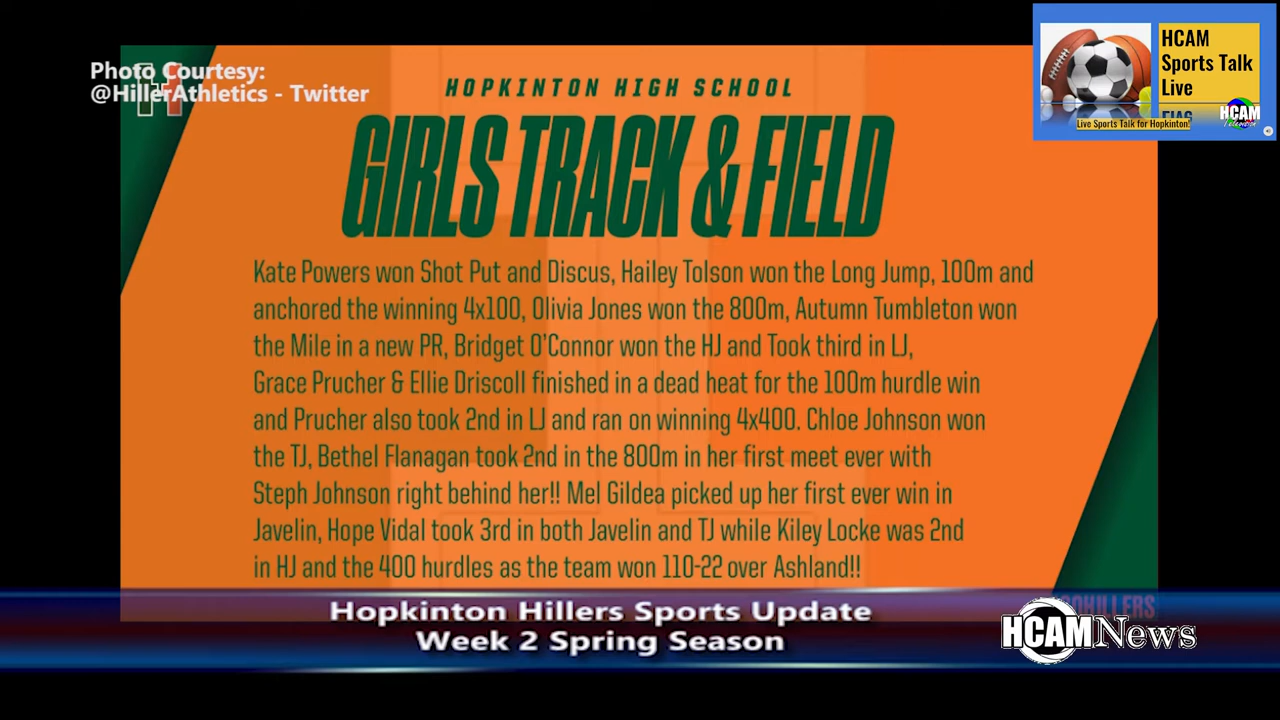 Photo Courtesy:
@HillerAthletics - Twitter
HCAM
Sports Talk
Live
Live Sports Talk for Hopkinton!
HCAM
Television
HOPKINTON HIGH SCHOOL
GIRLS TRACK & FIELD
Kate Powers won Shot Put and Discus, Hailey Tolson won the Long Jump, 100m and
anchored the winning 4x100, Olivia Jones won the 800m, Autumn Tumbleton won
the Mile in a new PR, Bridget O'Connor won the HJ and Took third in LJ,
Grace Prucher & Ellie Driscoll finished in a dead heat for the 100m hurdle win
and Prucher also took 2nd in LJ and ran on winning 4x400. Chloe Johnson won
the TJ, Bethel Flanagan took 2nd in the 800m in her first meet ever with
Steph Johnson right behind her!! Mel Gildea picked up her first ever win in
Javelin, Hope Vidal took 3rd in both Javelin and TJ while Kiley Locke was 2nd
in HJ and the 400 hurdles as the team won 110-22 over Ashland!!
Hopkinton Hillers Sports Update
Week 2 Spring Season
HCAM News